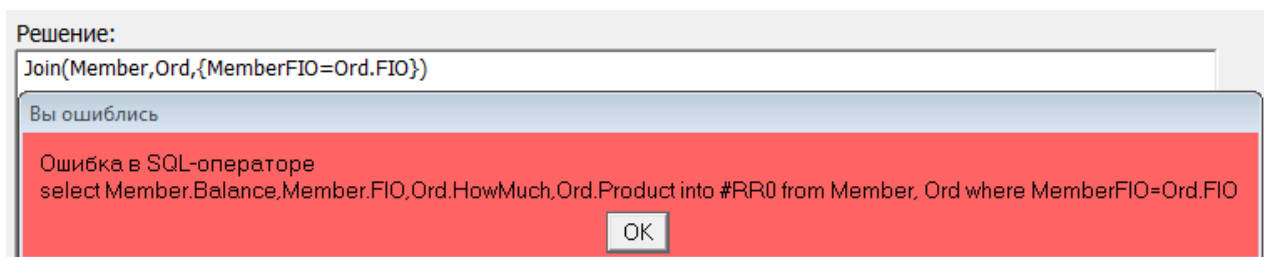 Решение:
Join(Member,Ord,{MemberFIO=Ord.FIO})
Вы ошиблись
Ошибка в SQL-операторе
select Member.Balance,Member.FIO,Ord.HowMuch,Ord.Product into #RR0 from Member, Ord where MemberFIO=Ord.FIO
OK